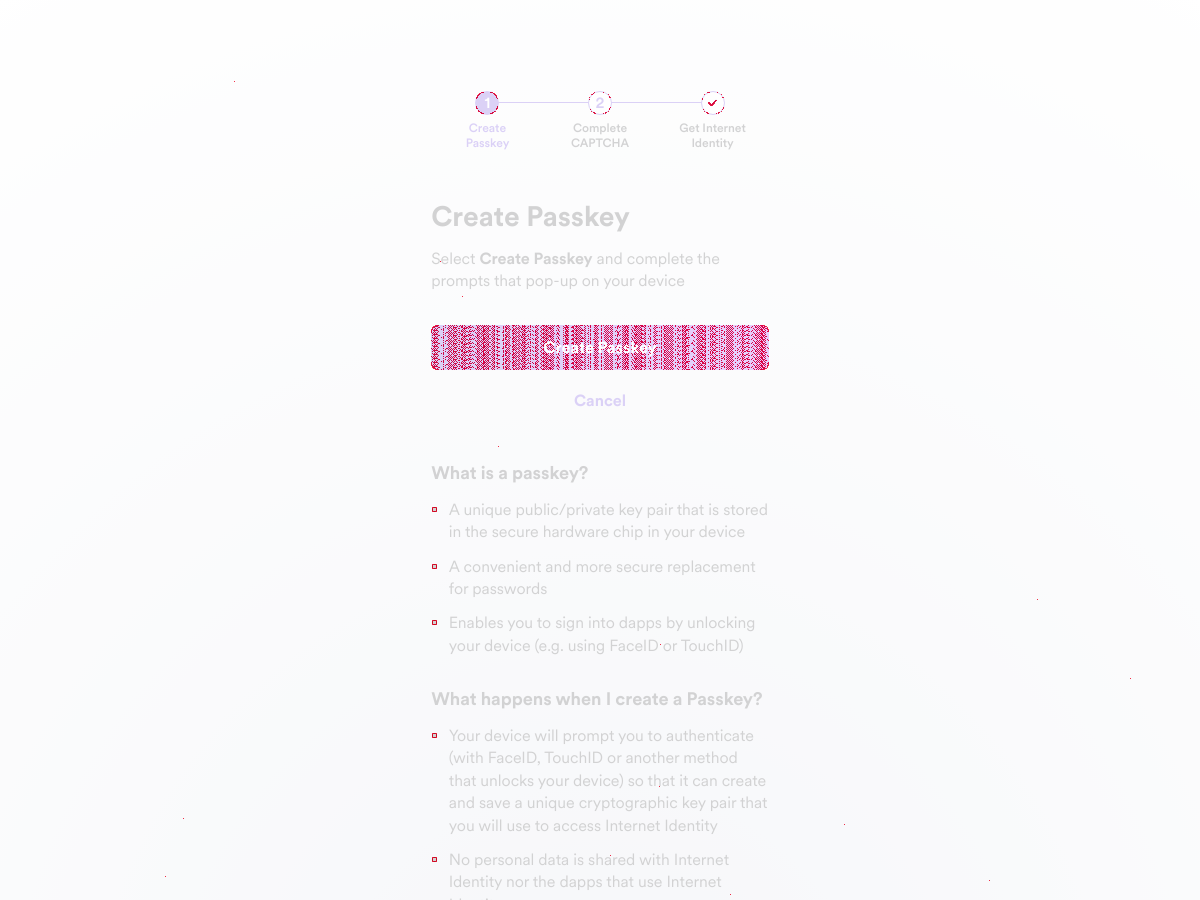 1
2
Create
Passkey
Complete
CAPTCHA
Get Internet
Identity
Create Passkey
Select Create Passkey and complete the
prompts that pop-up on your device
Create Passkey
Cancel
What is a passkey?
A unique public/private key pair that is stored
in the secure hardware chip in your device
A convenient and more secure replacement
for passwords
Enables you to sign into dapps by unlocking
your device (e.g. using FaceID or TouchID)
What happens when I create a Passkey?
Your device will prompt you to authenticate
(with FaceID, TouchID or another method
that unlocks your device) so that it can create
and save a unique cryptographic key pair that
you will use to access Internet Identity
No personal data is shared with Internet
Identity nor the dapps that use Internet